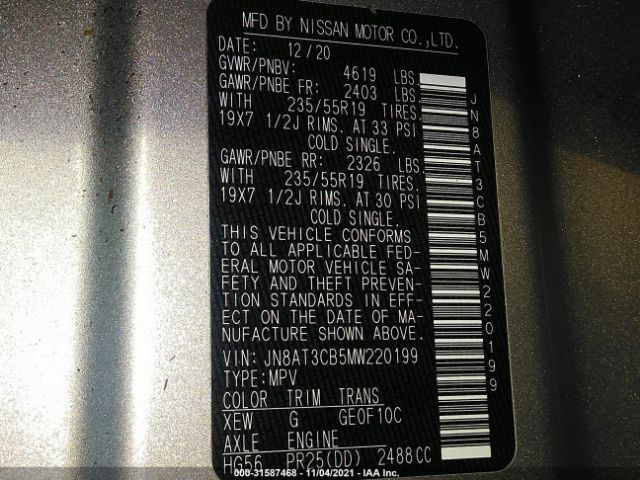 MFD BY NISSAN MOTOR CO.,LTD.
DATE: 12/20
GVWR/PNBV: 4619 LBS.
GAWR/PNBE FR: 2403 LBS.
WITH 235/55R19 TIRES.
19X7 1/2J RIMS. AT 33 PSI
COLD SINGLE.
GAWR/PNBE RR: 2326 LBS.
WITH 235/55R19 TIRES.
19X7 1/2J RIMS. AT 30 PSI
COLD SINGLE.
THIS VEHICLE CONFORMS
TO ALL APPLICABLE FED-
ERAL MOTOR VEHICLE SA-
FETY AND THEFT PREVEN-
TION STANDARDS IN EFF-
ECT ON THE DATE OF MA-
NUFACTURE SHOWN ABOVE.
VIN: JN8AT3CB5MW220199
TYPE:MPV
COLOR TRIM TRANS
XEW G GE0F10C
AXLE ENGINE
HG56 PR25(DD) 2488CC
JN8AT3CB5MW220199
000-31587468 - 11/04/2021 - IAA Inc.